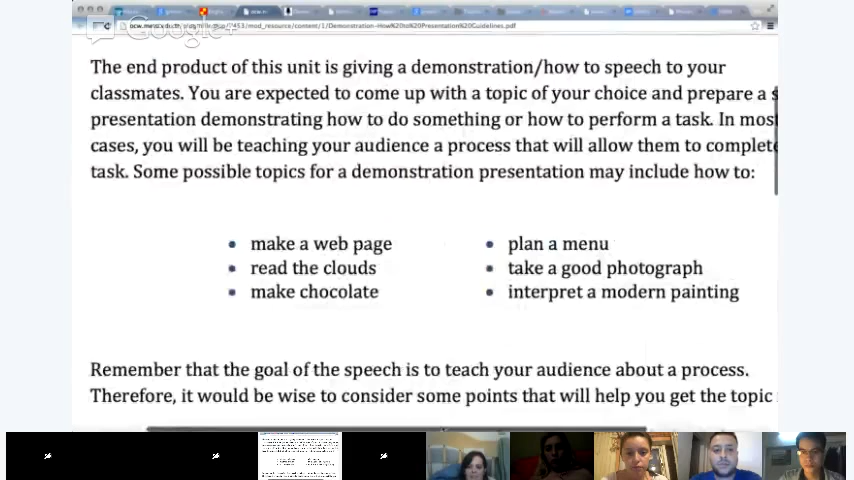 Google+
The end product of this unit is giving a demonstration/how to speech to your
classmates. You are expected to come up with a topic of your choice and prepare a s
presentation demonstrating how to do something or how to perform a task. In most
cases, you will be teaching your audience a process that will allow them to complete
task. Some possible topics for a demonstration presentation may include how to:
• make a web page
• read the clouds
• make chocolate
• plan a menu
• take a good photograph
• interpret a modern painting
Remember that the goal of the speech is to teach your audience about a process.
Therefore, it would be wise to consider some points that will help you get the topic